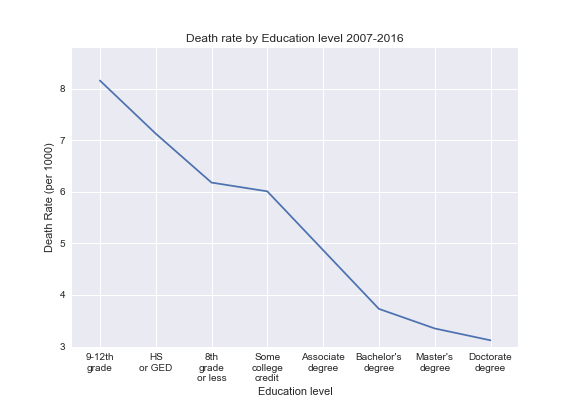 Death rate by Education level 2007-2016
Death Rate (per 1000)
8
7
6
5
4
3
9-12th
grade
HS
or GED
8th
grade
or less
Some
college
credit
Associate
degree
Bachelor's
degree
Master's
degree
Doctorate
degree
Education level